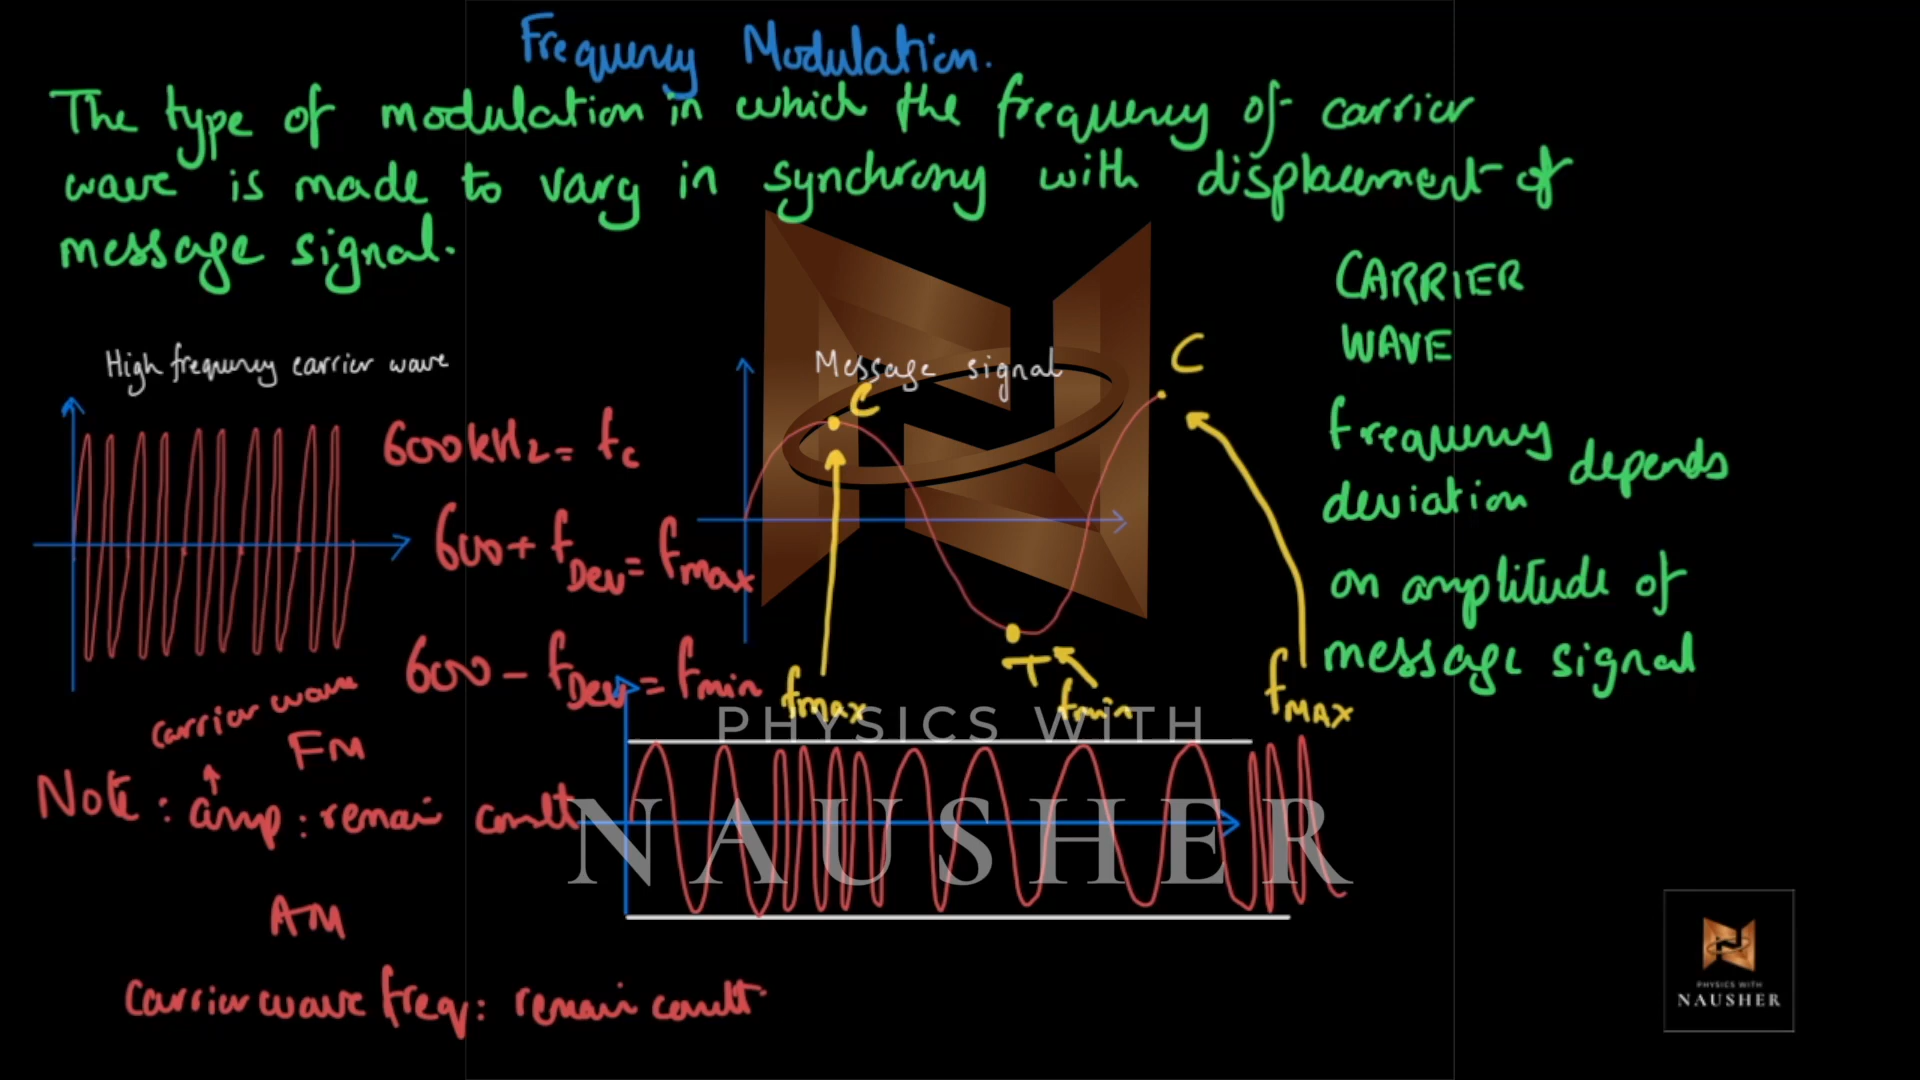 Frequency Modulation.
The type of modulation in which the frequency of carrier
wave is made to vary in synchrony with displacement of
message signal.
CARRIER
WAVE
frequency
deviation
depends
on amplitude of
message signal
High frequency carrier wave
600kHz = fc
600 + fDev = fmax
600 - fDev = fmin
Message signal
C
C
T
fmax
fmin
fMAX
carrier wave
FM
Note: amp: remain constt
AM
Carrier wave freq: remain constt
PHYSICS WITH
NAUSHER
PHYSICS WITH
NAUSHER